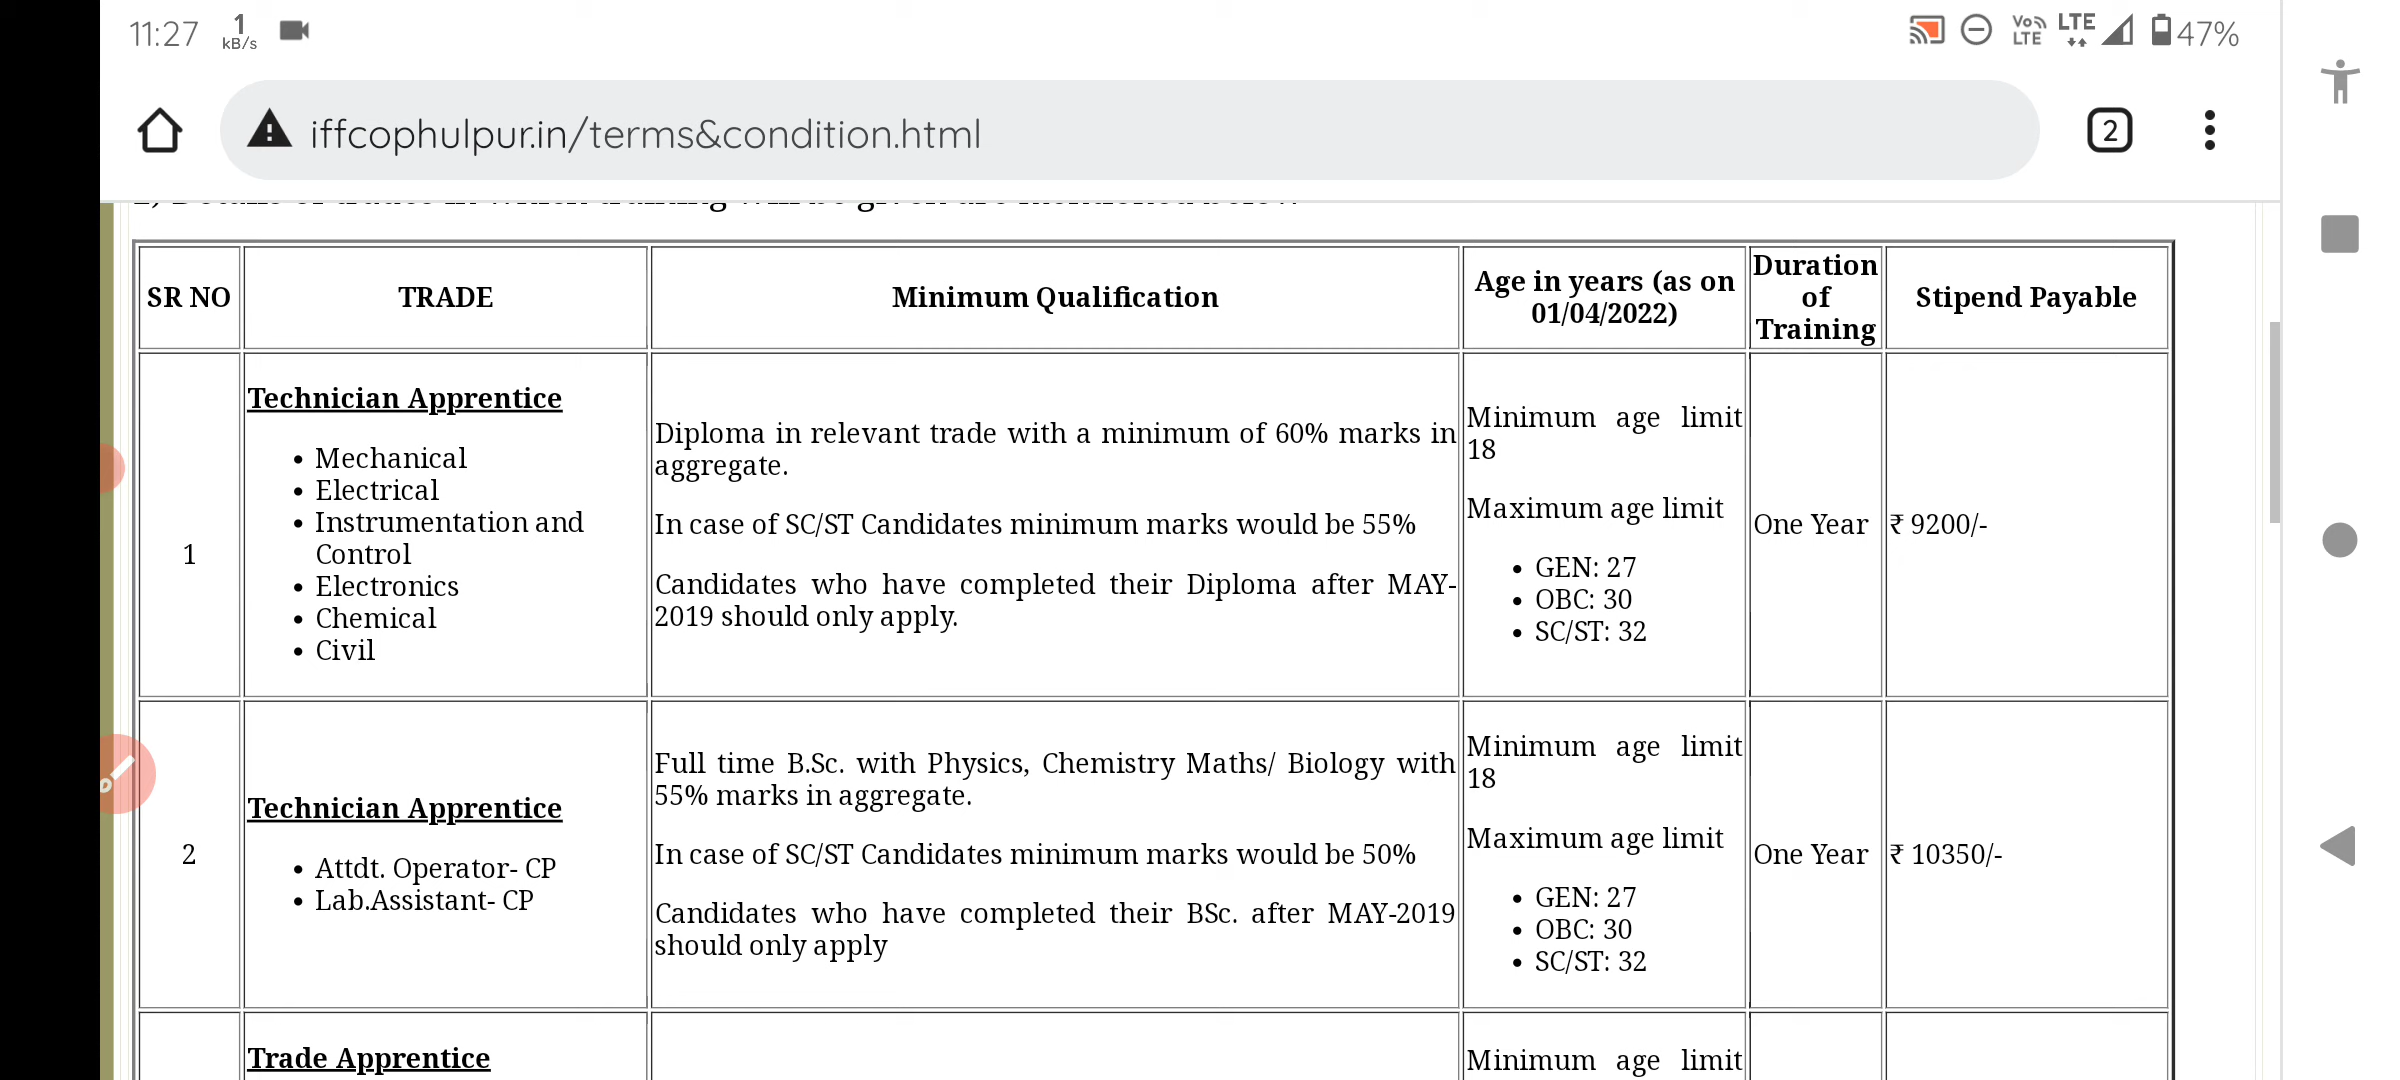 11:27
1
kB/s
Vo
LTE
LTE
47%
iffcophulpur.in/terms&condition.html
2
SR NO
TRADE
Minimum Qualification
Age in years (as on
01/04/2022)
Duration
of
Training
Stipend Payable
1
Technician Apprentice
• Mechanical
• Electrical
• Instrumentation and
Control
• Electronics
• Chemical
• Civil
Diploma in relevant trade with a minimum of 60% marks in
aggregate.
In case of SC/ST Candidates minimum marks would be 55%
Candidates who have completed their Diploma after MAY-
2019 should only apply.
Minimum age limit
18
Maximum age limit
• GEN: 27
• OBC: 30
• SC/ST: 32
One Year
₹ 9200/-
2
Technician Apprentice
• Attdt. Operator- CP
• Lab.Assistant- CP
Full time B.Sc. with Physics, Chemistry Maths/ Biology with
55% marks in aggregate.
In case of SC/ST Candidates minimum marks would be 50%
Candidates who have completed their BSc. after MAY-2019
should only apply
Minimum age limit
18
Maximum age limit
• GEN: 27
• OBC: 30
• SC/ST: 32
One Year
₹ 10350/-
Trade Apprentice
Minimum age limit